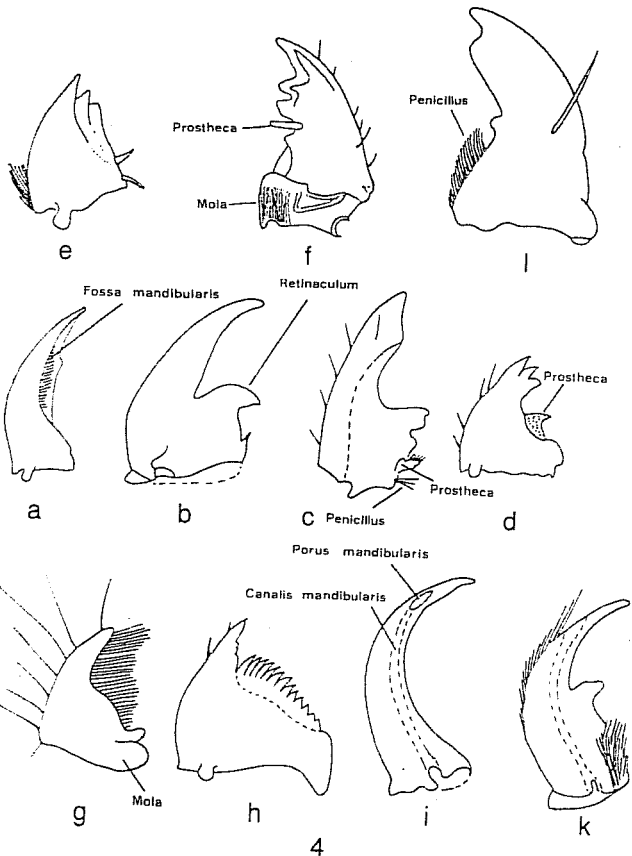 Penicillus
Prostheca
Mola
e
f
l
Fossa mandibularis
Retinaculum
Prostheca
Prostheca
Penicillus
a
b
c
d
Porus mandibularis
Canalis mandibularis
Mola
g
h
i
k
4